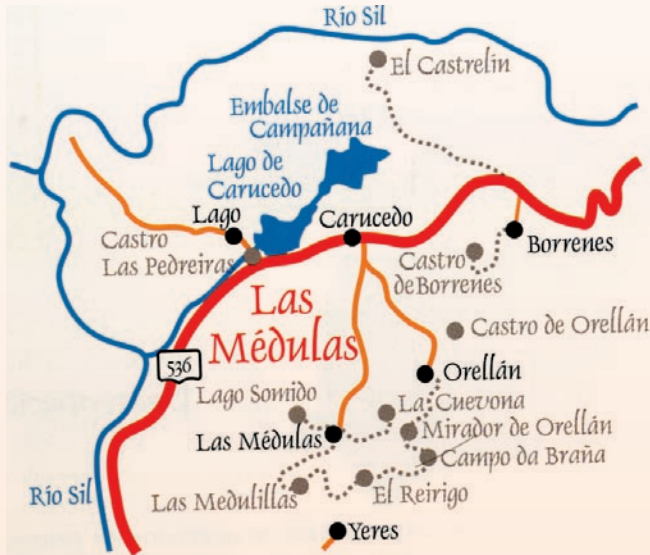 Río Sil
El Castrelin
Embalse de
Campañana
Lago de
Carucedo
Lago
Carucedo
Castro
Las Pedreiras
Borrenes
Castro
de Borrenes
Las
Médulas
Castro de Orellán
536
Orellán
Lago Somido
La Cuevona
Las Médulas
Mirador de Orellán
Campo da Braña
Río Sil
Las Medulillas
El Reirigo
Yeres